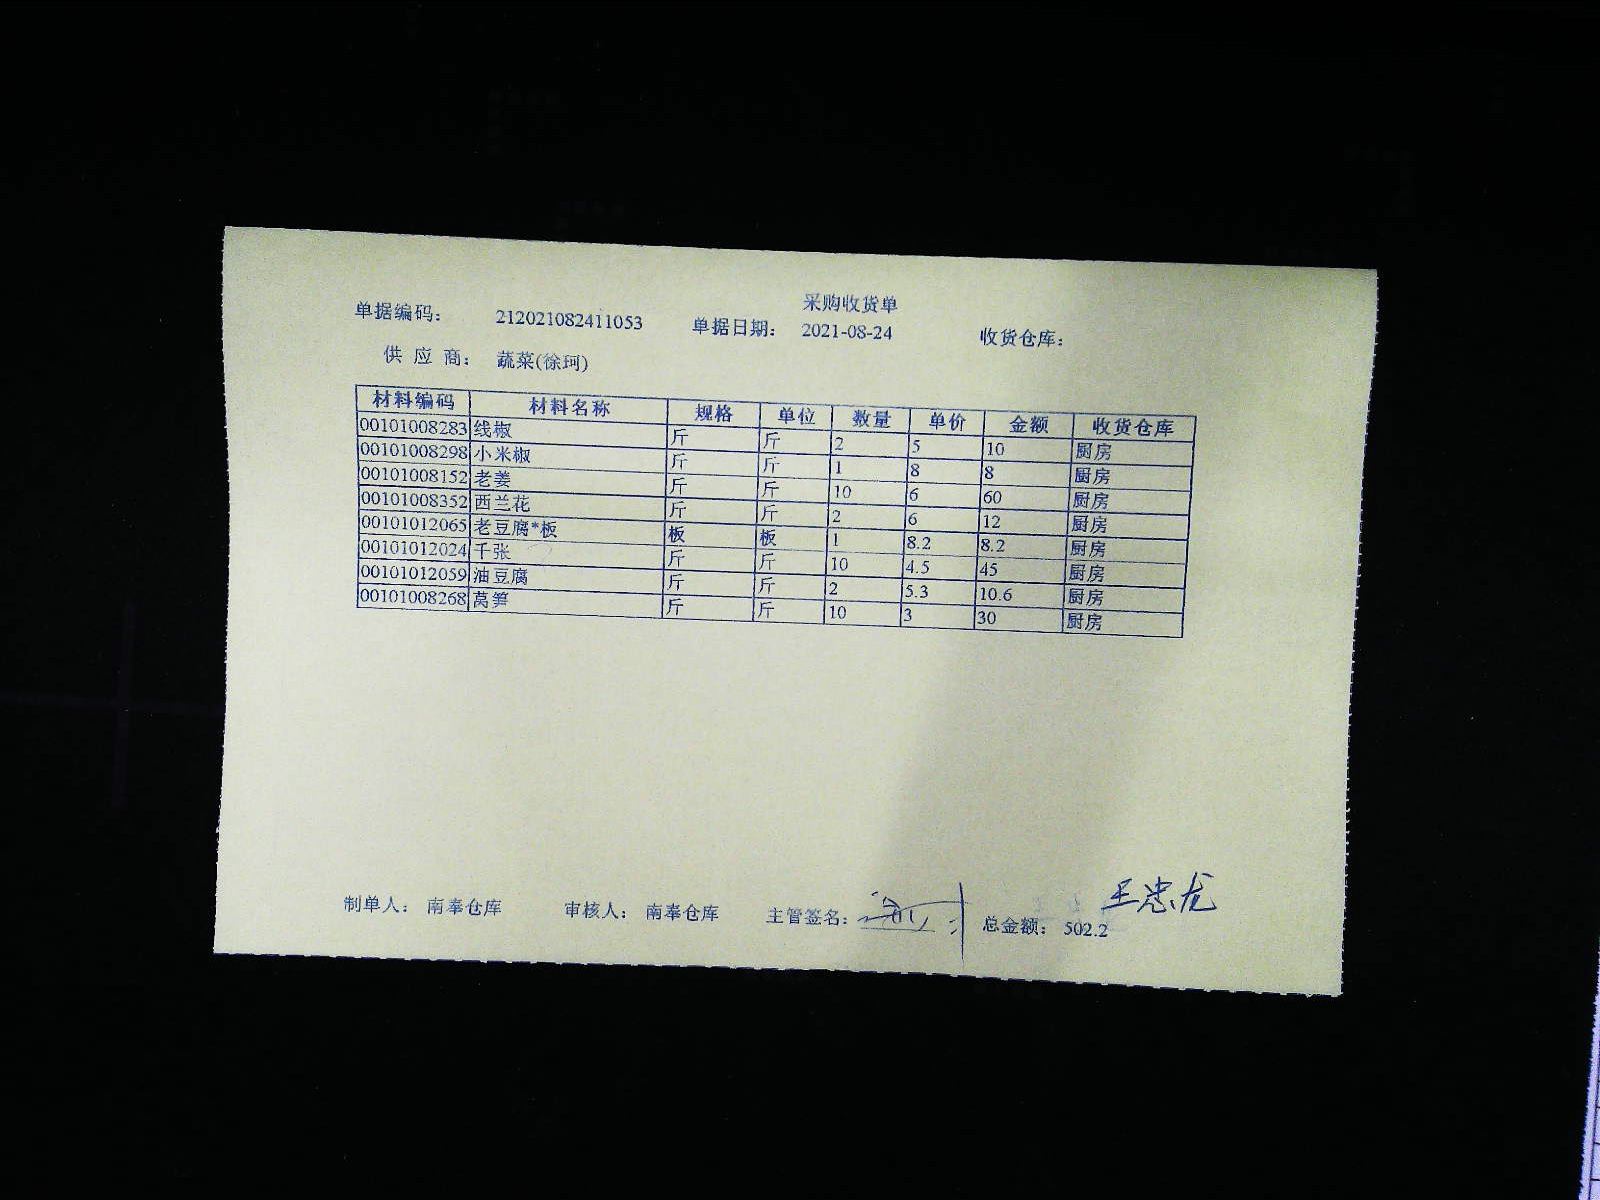 采购收货单
单据编码： 212021082411053 单据日期： 2021-08-24 收货仓库：
供 应 商： 蔬菜(徐珂)
材料编码 材料名称 规格 单位 数量 单价 金额 收货仓库
00101008283 线椒 斤 斤 2 5 10 厨房
00101008298 小米椒 斤 斤 1 8 8 厨房
00101008152 老姜 斤 斤 10 6 60 厨房
00101008352 西兰花 斤 斤 2 6 12 厨房
00101012065 老豆腐*板 板 板 1 8.2 8.2 厨房
00101012024 千张 斤 斤 10 4.5 45 厨房
00101012059 油豆腐 斤 斤 2 5.3 10.6 厨房
00101008268 莴笋 斤 斤 10 3 30 厨房
制单人： 南奉仓库 审核人： 南奉仓库 主管签名： 总金额： 502.2 王忠龙